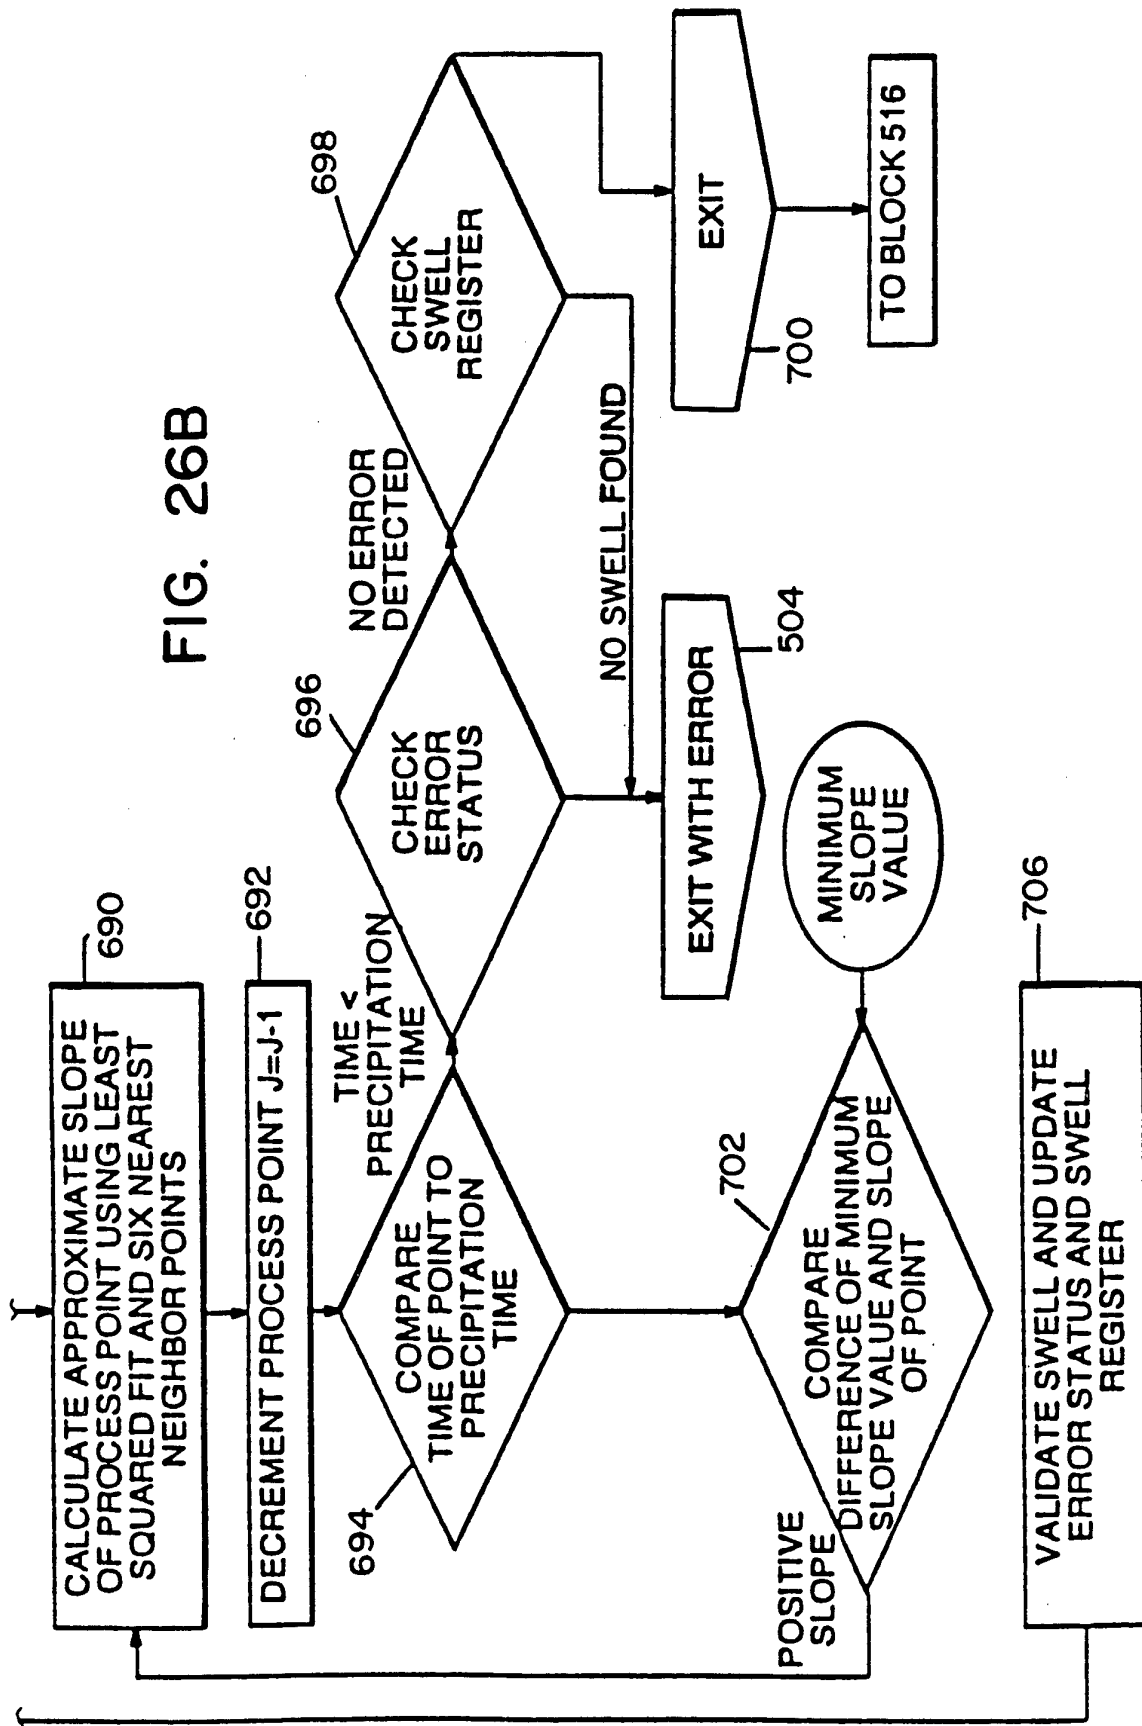 FIG. 26B
CALCULATE APPROXIMATE SLOPE
OF PROCESS POINT USING LEAST
SQUARED FIT AND SIX NEAREST
NEIGHBOR POINTS
690
DECREMENT PROCESS POINT J=J-1
692
COMPARE
TIME OF POINT TO
PRECIPITATION
TIME
694
TIME <
PRECIPITATION
TIME
CHECK
ERROR
STATUS
696
NO ERROR
DETECTED
CHECK
SWELL
REGISTER
698
NO SWELL FOUND
EXIT WITH ERROR
504
EXIT
700
TO BLOCK 516
COMPARE
DIFFERENCE OF MINIMUM
SLOPE VALUE AND SLOPE
OF POINT
702
POSITIVE
SLOPE
MINIMUM
SLOPE
VALUE
VALIDATE SWELL AND UPDATE
ERROR STATUS AND SWELL
REGISTER
706